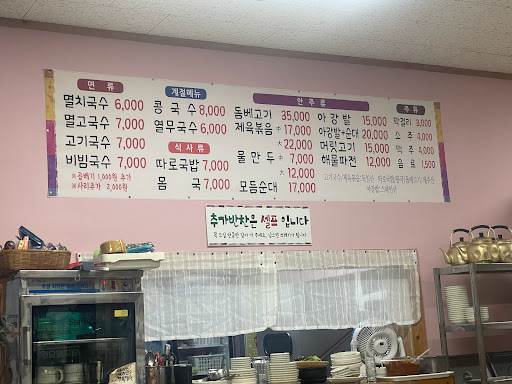 면 류
멸치국수 6,000
멸고국수 7,000
고기국수 7,000
비빔국수 7,000
※곱배기 1,000원 추가
※사리추가 2,000원
계절메뉴
콩국수 8,000
열무국수 6,000
식 사 류
따로국밥 7,000
몸 국 7,000
안 주 류
돔베고기 35,000
제육볶음 中 17,000
大 22,000
물만두 中 7,000
大 12,000
모듬순대 17,000
아강발 15,000
아강발+순대 20,000
머릿고기 15,000
해물파전 12,000
주 류
막걸리 3,000
소 주 4,000
맥 주 4,000
음 료 1,500
추가반찬은 셀프 입니다